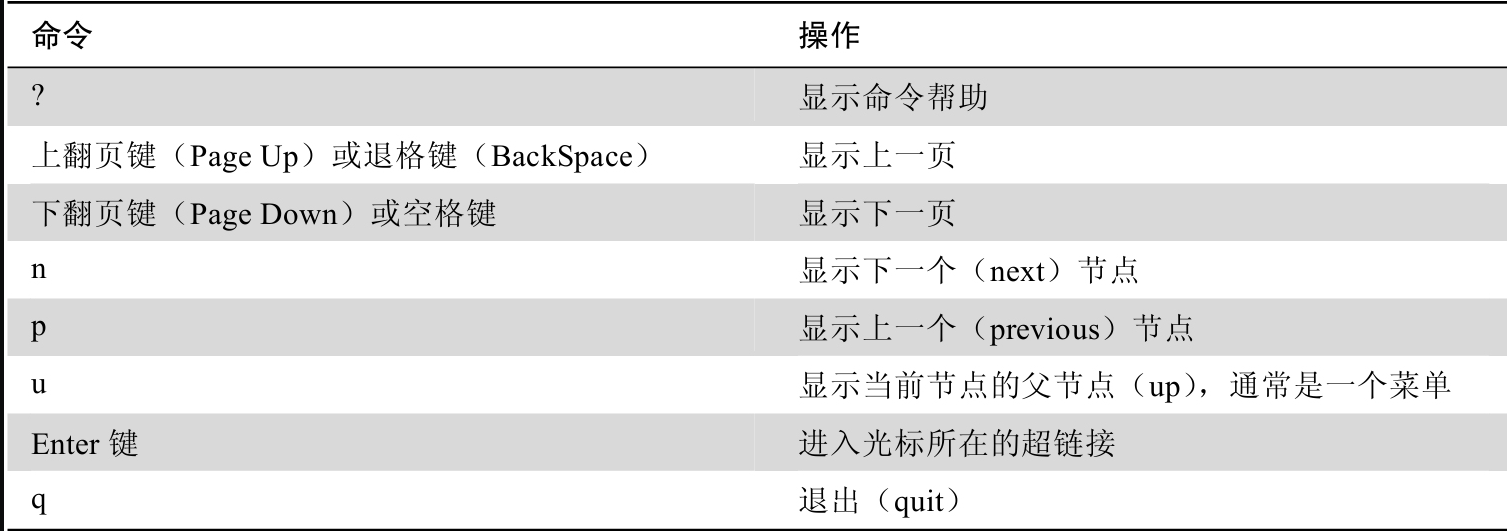 命令 操作
? 显示命令帮助
上翻页键（Page Up）或退格键（BackSpace） 显示上一页
下翻页键（Page Down）或空格键 显示下一页
n 显示下一个（next）节点
p 显示上一个（previous）节点
u 显示当前节点的父节点（up），通常是一个菜单
Enter 键 进入光标所在的超链接
q 退出（quit）